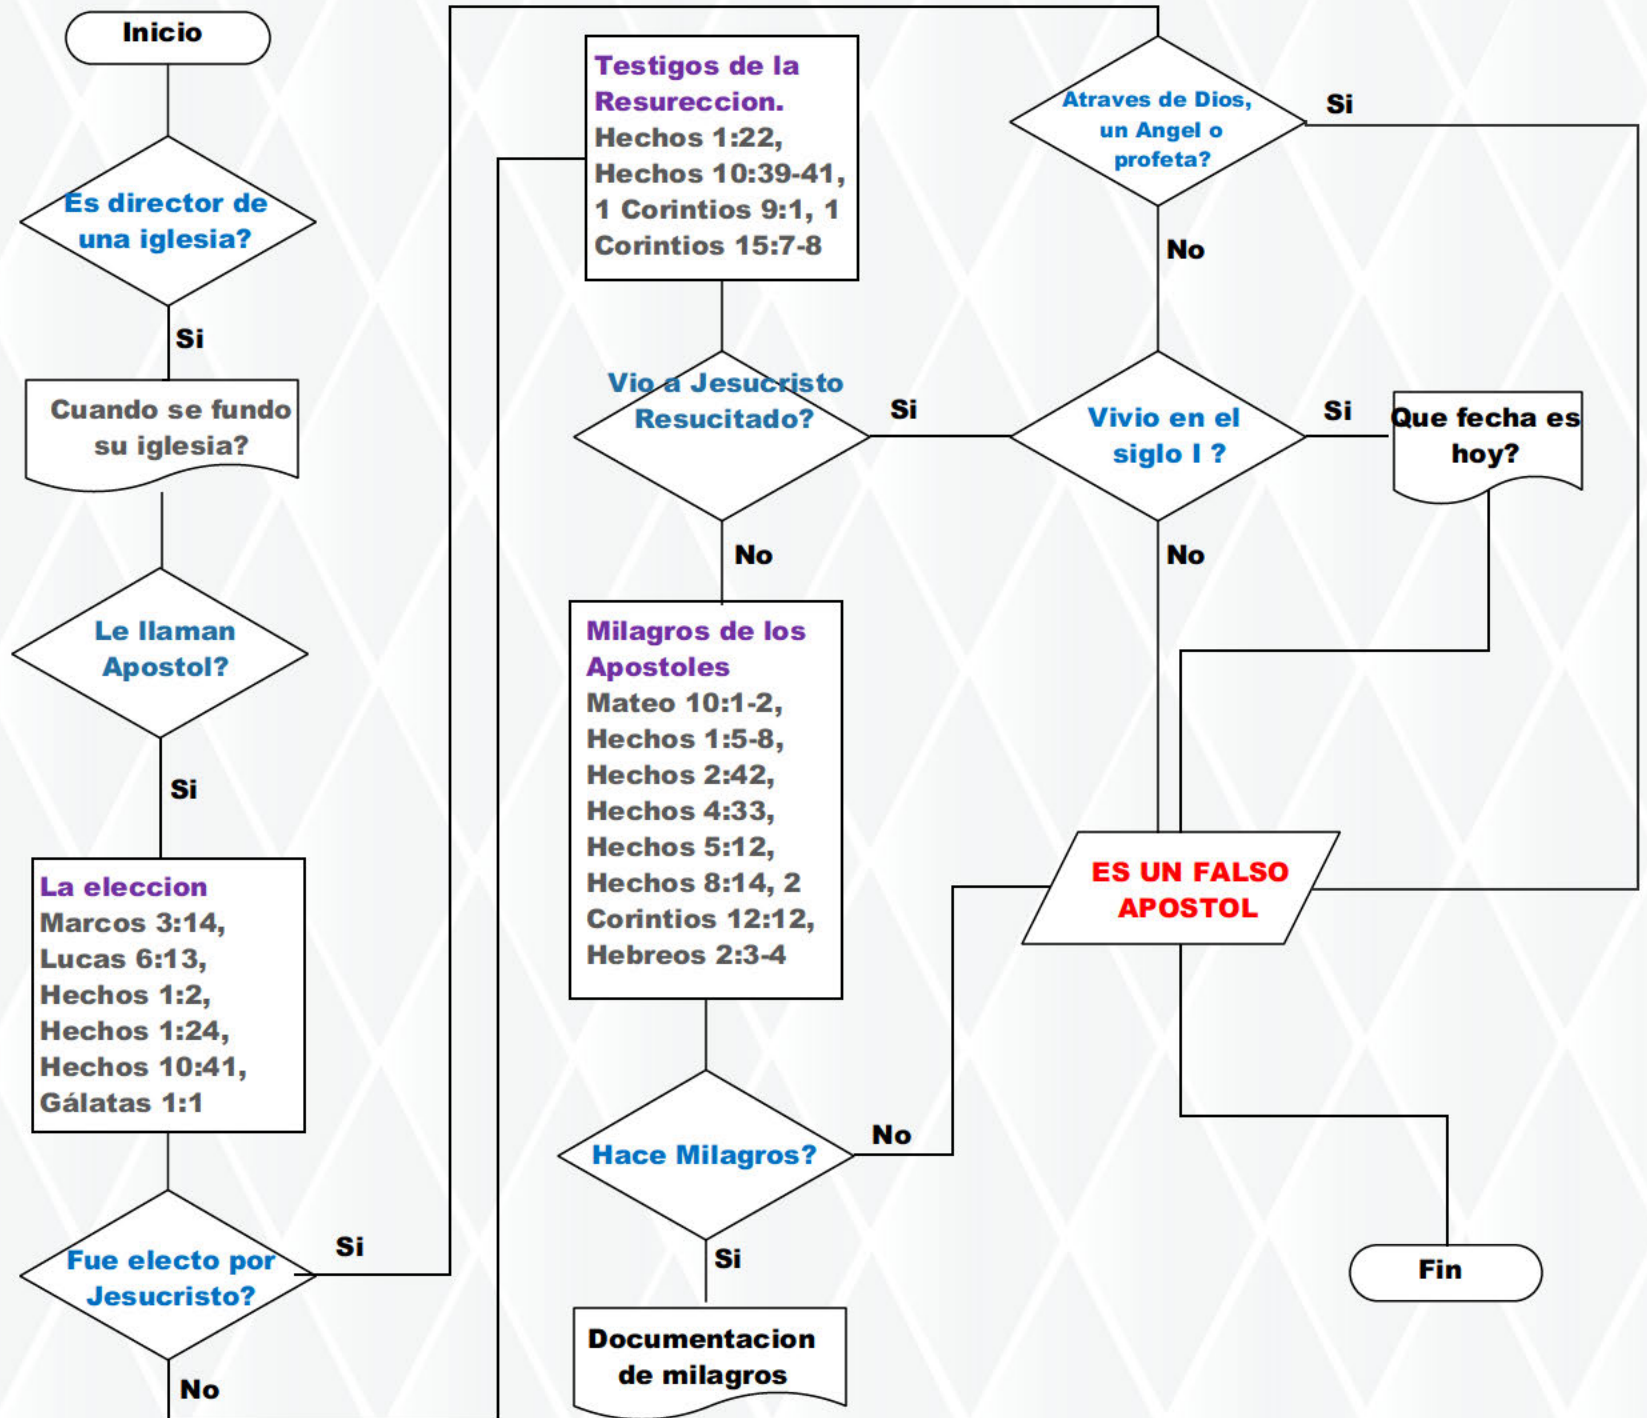 Inicio
Es director de
una iglesia?
Si
Cuando se fundo
su iglesia?
Le llaman
Apostol?
Si
La eleccion
Marcos 3:14,
Lucas 6:13,
Hechos 1:2,
Hechos 1:24,
Hechos 10:41,
Gálatas 1:1
Fue electo por
Jesucristo?
Si
No
Testigos de la
Resureccion.
Hechos 1:22,
Hechos 10:39-41,
1 Corintios 9:1, 1
Corintios 15:7-8
Vio a Jesucristo
Resucitado?
Si
No
Milagros de los
Apostoles
Mateo 10:1-2,
Hechos 1:5-8,
Hechos 2:42,
Hechos 4:33,
Hechos 5:12,
Hechos 8:14, 2
Corintios 12:12,
Hebreos 2:3-4
Hace Milagros?
No
Si
Documentacion
de milagros
Atraves de Dios,
un Angel o
profeta?
Si
No
Vivio en el
siglo I ?
Si
No
Que fecha es
hoy?
ES UN FALSO
APOSTOL
Fin